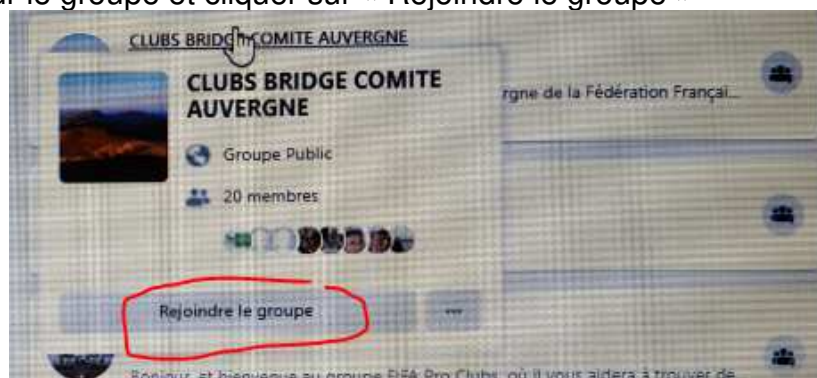 r le groupe et cliquer sur « Rejoindre le groupe »
CLUBS BRIDGE COMITE AUVERGNE
CLUBS BRIDGE COMITE
AUVERGNE
rgne de la Fédération Françai...
Groupe Public
20 membres
Rejoindre le groupe
...
Bonjour, et bienvenue au groupe FIFA Pro Clubs, où il vous aidera à trouver de